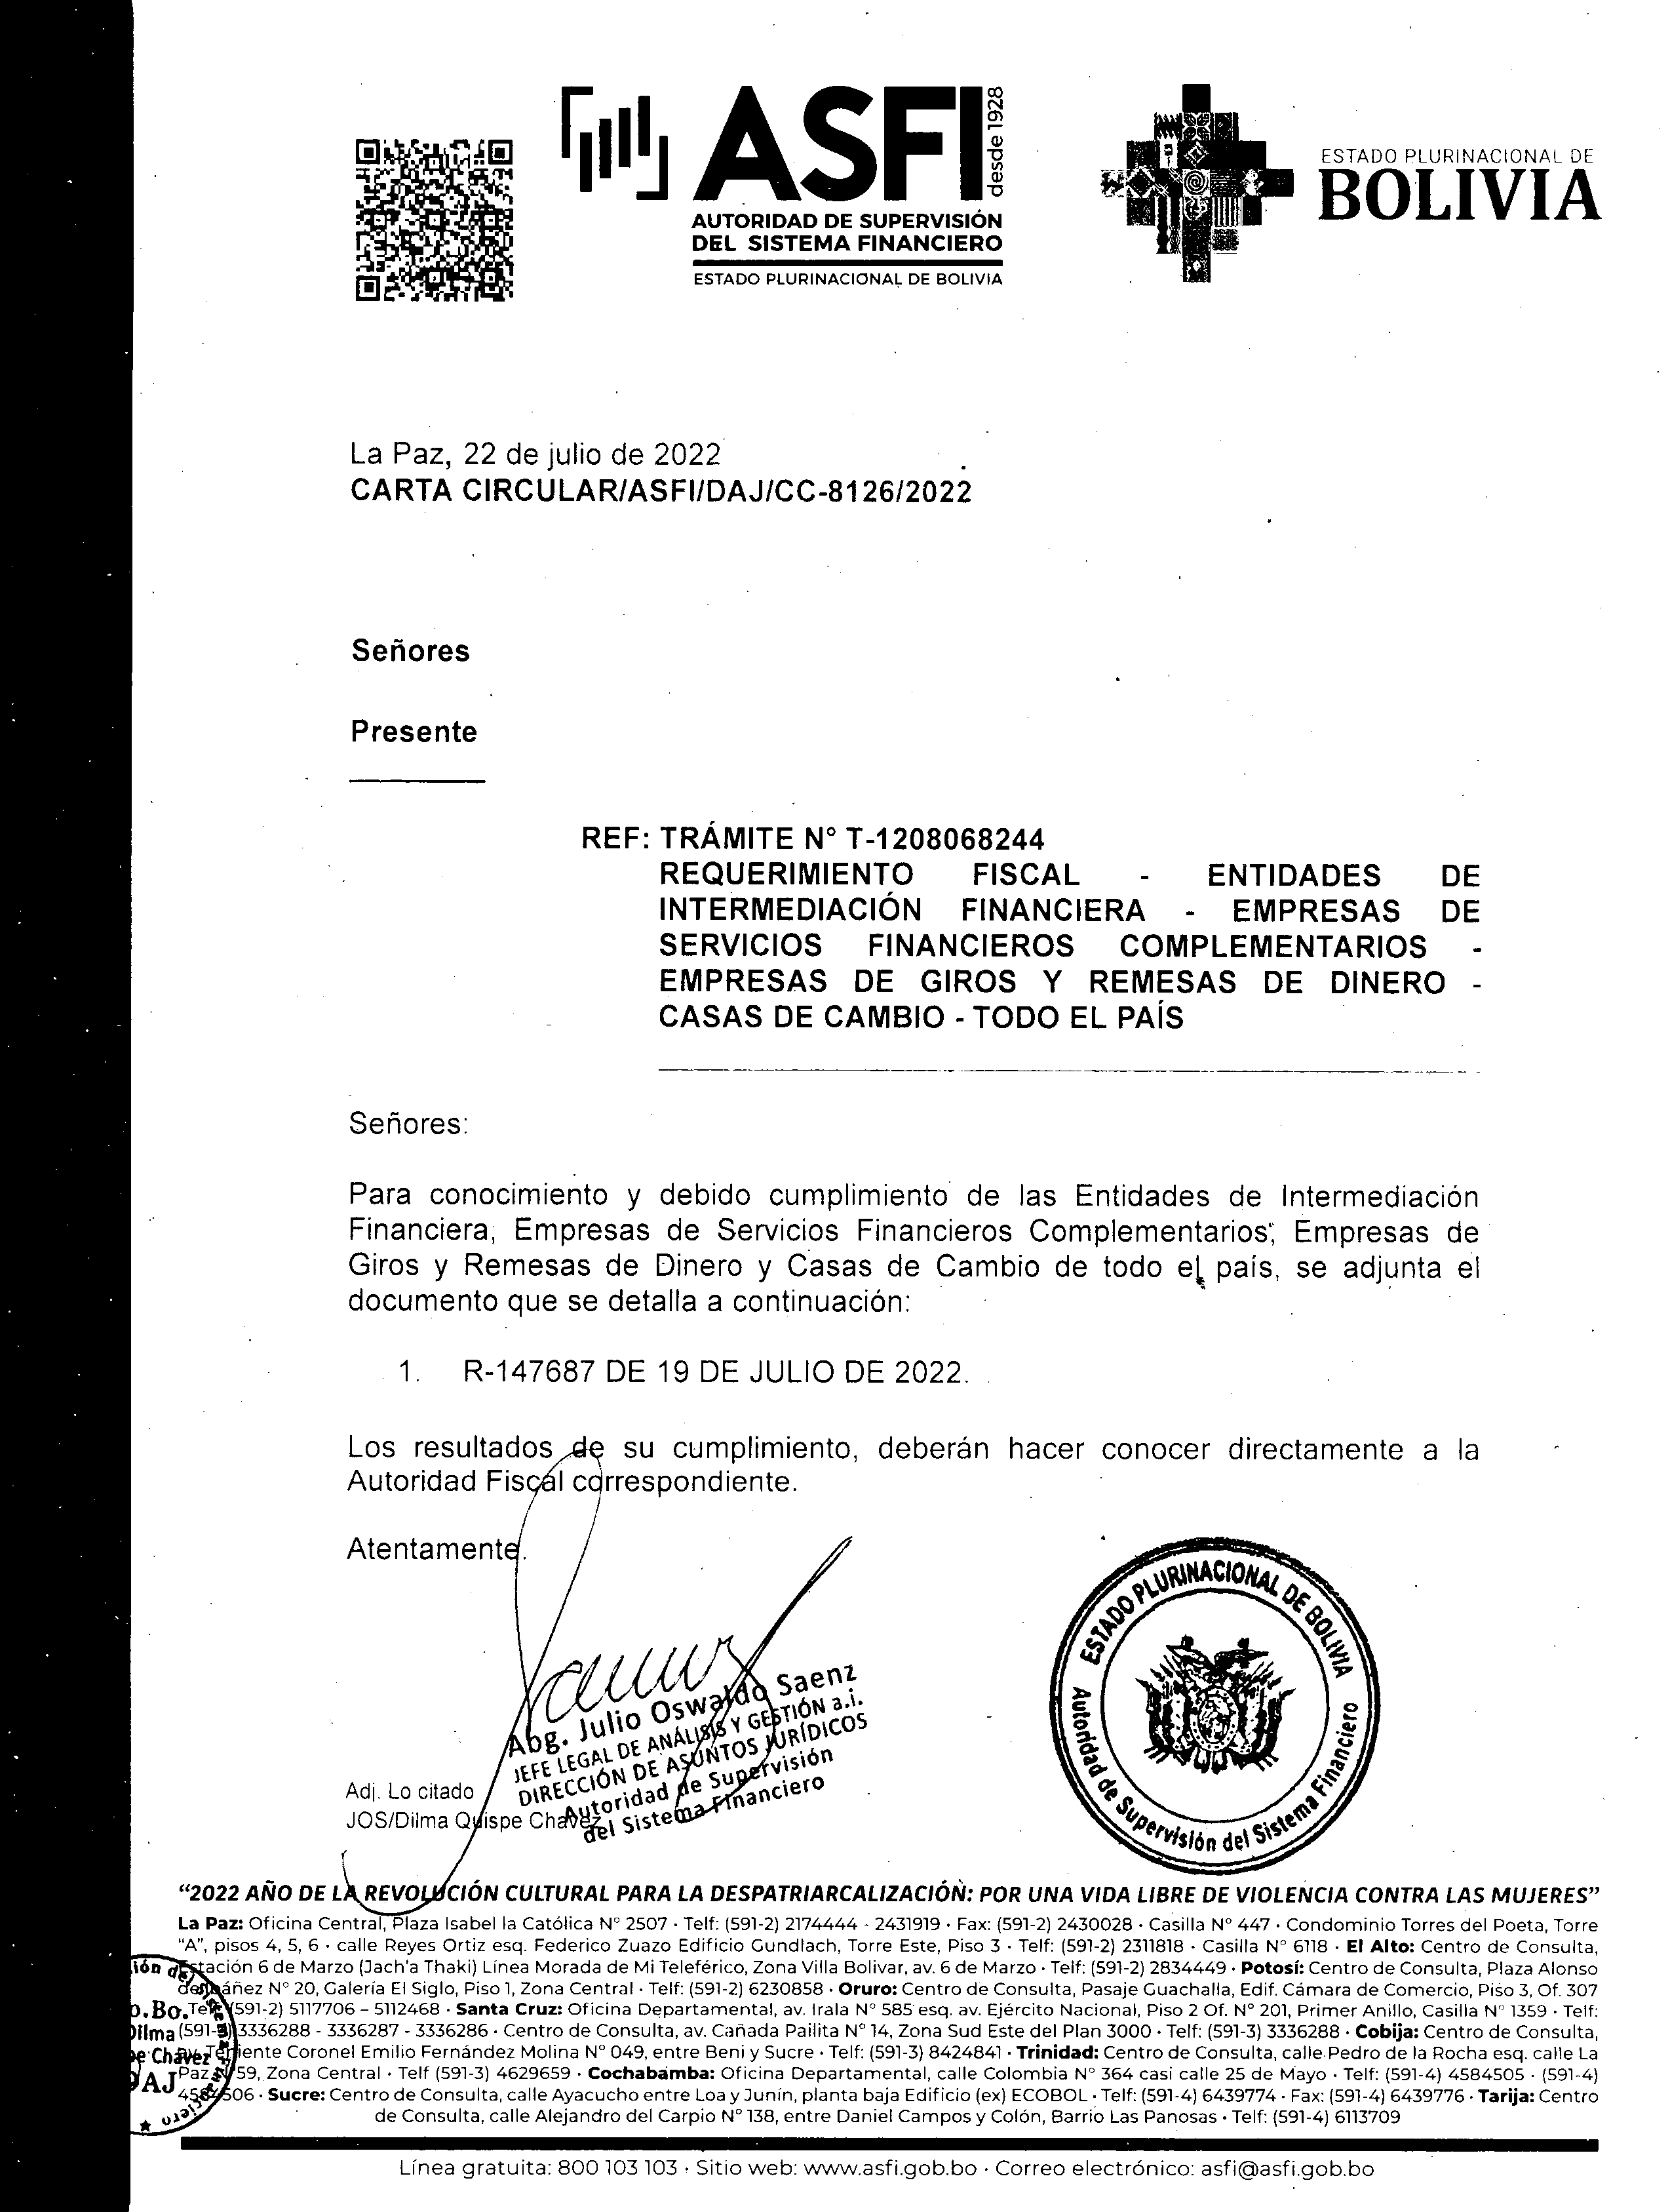 ASFI
desde 1928
AUTORIDAD DE SUPERVISIÓN
DEL SISTEMA FINANCIERO
ESTADO PLURINACIONAL DE BOLIVIA
ESTADO PLURINACIONAL DE
BOLIVIA
La Paz, 22 de julio de 2022
CARTA CIRCULAR/ASFI/DAJ/CC-8126/2022
Señores
Presente
REF: TRÁMITE N° T-1208068244
REQUERIMIENTO FISCAL - ENTIDADES DE
INTERMEDIACIÓN FINANCIERA - EMPRESAS DE
SERVICIOS FINANCIEROS COMPLEMENTARIOS -
EMPRESAS DE GIROS Y REMESAS DE DINERO -
CASAS DE CAMBIO - TODO EL PAÍS
Señores:
Para conocimiento y debido cumplimiento de las Entidades de Intermediación
Financiera, Empresas de Servicios Financieros Complementarios; Empresas de
Giros y Remesas de Dinero y Casas de Cambio de todo el país, se adjunta el
documento que se detalla a continuación:
1. R-147687 DE 19 DE JULIO DE 2022.
Los resultados de su cumplimiento, deberán hacer conocer directamente a la
Autoridad Fiscal correspondiente.
Atentamente.
Abg. Julio Oswaldo Saenz
JEFE LEGAL DE ANÁLISIS Y GESTIÓN a.i.
DIRECCIÓN DE ASUNTOS JURÍDICOS
Autoridad de Supervisión
del Sistema Financiero
ESTADO PLURINACIONAL DE BOLIVIA
Autoridad de Supervisión del Sistema Financiero
Adj. Lo citado
JOS/Dilma Quispe Chavez
“2022 AÑO DE LA REVOLUCIÓN CULTURAL PARA LA DESPATRIARCALIZACIÓN: POR UNA VIDA LIBRE DE VIOLENCIA CONTRA LAS MUJERES”
La Paz: Oficina Central, Plaza Isabel la Católica N° 2507 · Telf: (591-2) 2174444 - 2431919 · Fax: (591-2) 2430028 · Casilla N° 447 · Condominio Torres del Poeta, Torre
“A”, pisos 4, 5, 6 · calle Reyes Ortiz esq. Federico Zuazo Edificio Gundlach, Torre Este, Piso 3 · Telf: (591-2) 2311818 · Casilla N° 6118 · El Alto: Centro de Consulta,
Estación 6 de Marzo (Jach’a Thaki) Línea Morada de Mi Teleférico, Zona Villa Bolivar, av. 6 de Marzo · Telf: (591-2) 2834449 · Potosí: Centro de Consulta, Plaza Alonso
de Ibáñez N° 20, Galería El Siglo, Piso 1, Zona Central · Telf: (591-2) 6230858 · Oruro: Centro de Consulta, Pasaje Guachalla, Edif. Cámara de Comercio, Piso 3, Of. 307
Telf: (591-2) 5117706 – 5112468 · Santa Cruz: Oficina Departamental, av. Irala N° 585 esq. av. Ejército Nacional, Piso 2 Of. N° 201, Primer Anillo, Casilla N° 1359 · Telf:
(591-3) 3336288 - 3336287 - 3336286 · Centro de Consulta, av. Cañada Pailita N° 14, Zona Sud Este del Plan 3000 · Telf: (591-3) 3336288 · Cobija: Centro de Consulta,
av. Teniente Coronel Emilio Fernández Molina N° 049, entre Beni y Sucre · Telf: (591-3) 8424841 · Trinidad: Centro de Consulta, calle Pedro de la Rocha esq. calle La
Paz 59, Zona Central · Telf (591-3) 4629659 · Cochabamba: Oficina Departamental, calle Colombia N° 364 casi calle 25 de Mayo · Telf: (591-4) 4584505 · (591-4)
4584506 · Sucre: Centro de Consulta, calle Ayacucho entre Loa y Junín, planta baja Edificio (ex) ECOBOL · Telf: (591-4) 6439774 · Fax: (591-4) 6439776 · Tarija: Centro
de Consulta, calle Alejandro del Carpio N° 138, entre Daniel Campos y Colón, Barrio Las Panosas · Telf: (591-4) 6113709
Línea gratuita: 800 103 103 · Sitio web: www.asfi.gob.bo · Correo electrónico: asfi@asfi.gob.bo